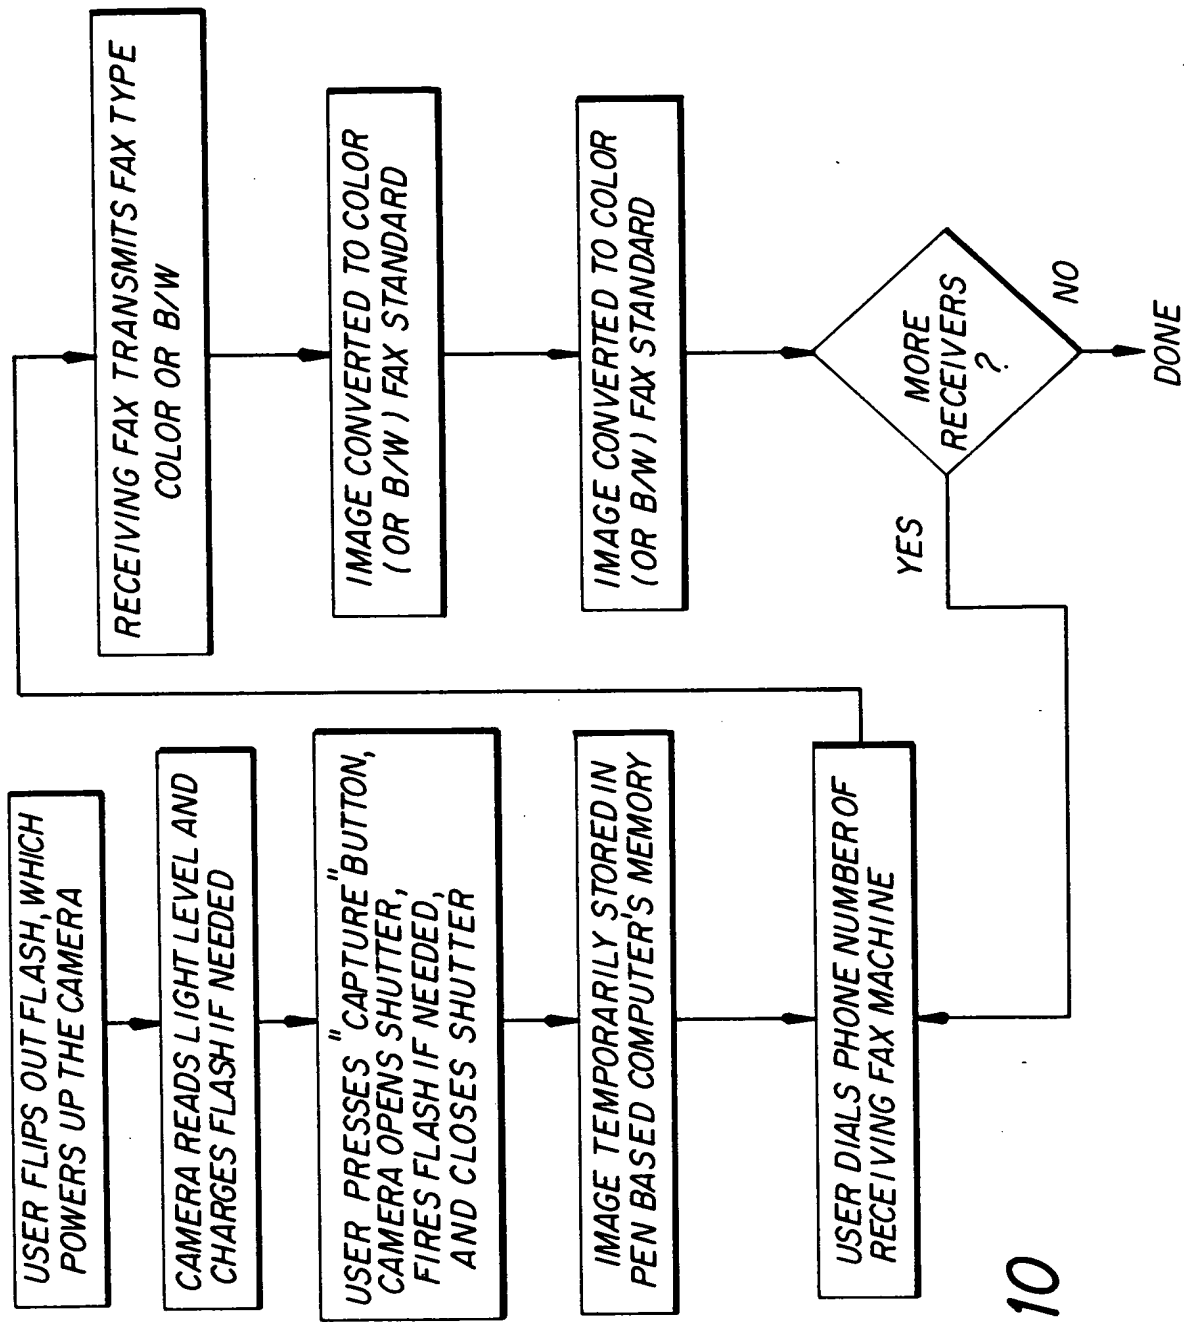 USER FLIPS OUT FLASH, WHICH
POWERS UP THE CAMERA
CAMERA READS LIGHT LEVEL AND
CHARGES FLASH IF NEEDED
USER PRESSES "CAPTURE" BUTTON,
CAMERA OPENS SHUTTER,
FIRES FLASH IF NEEDED,
AND CLOSES SHUTTER
IMAGE TEMPORARILY STORED IN
PEN BASED COMPUTER'S MEMORY
USER DIALS PHONE NUMBER OF
RECEIVING FAX MACHINE
RECEIVING FAX TRANSMITS FAX TYPE
COLOR OR B/W
IMAGE CONVERTED TO COLOR
(OR B/W) FAX STANDARD
IMAGE CONVERTED TO COLOR
(OR B/W) FAX STANDARD
MORE
RECEIVERS
?
YES
NO
DONE
10